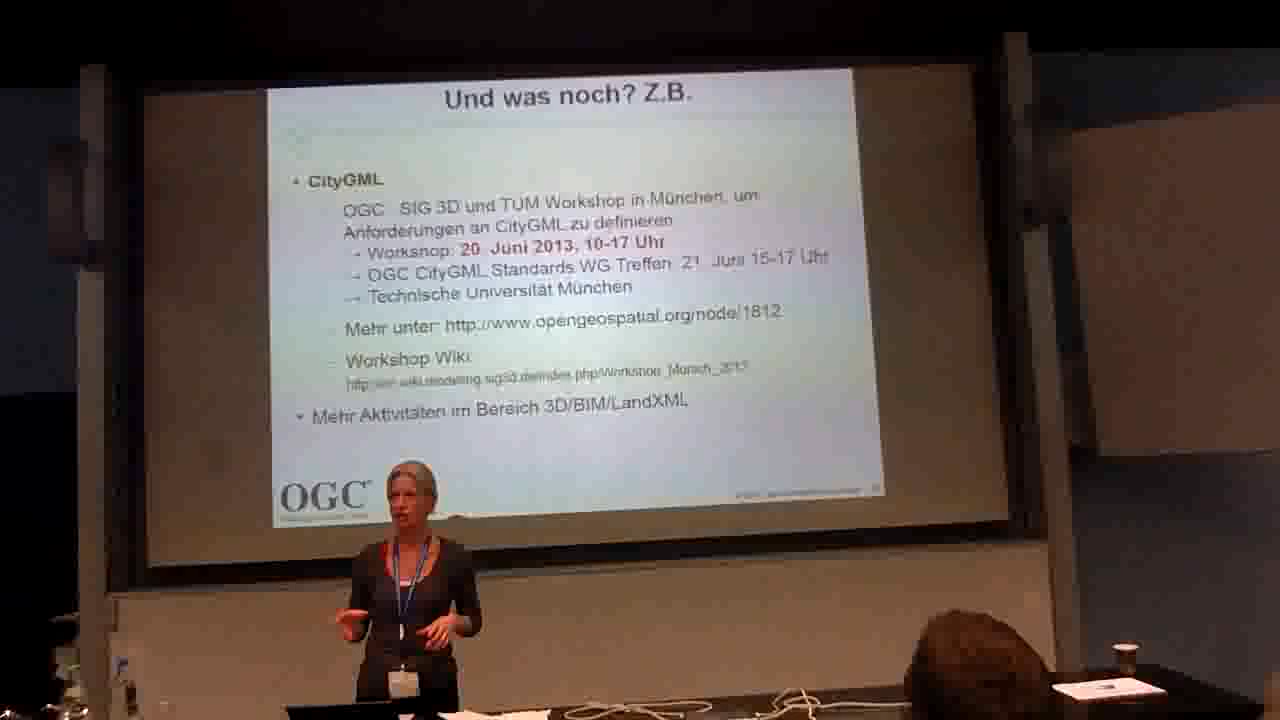 Und was noch? Z.B.
• CityGML
OGC, SIG 3D und TUM Workshop in München, um
Anforderungen an CityGML zu definieren
→ Workshop: 20. Juni 2013, 10-17 Uhr
→ OGC CityGML Standards WG Treffen, 21. Juni 15-17 Uhr
→ Technische Universität München
Mehr unter: http://www.opengeospatial.org/node/1812
Workshop Wiki:
• Mehr Aktivitäten im Bereich 3D/BIM/LandXML
OGC